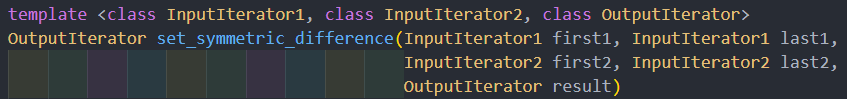 template <class InputIterator1, class InputIterator2, class OutputIterator>
OutputIterator set_symmetric_difference(InputIterator1 first1, InputIterator1 last1,
InputIterator2 first2, InputIterator2 last2,
OutputIterator result)